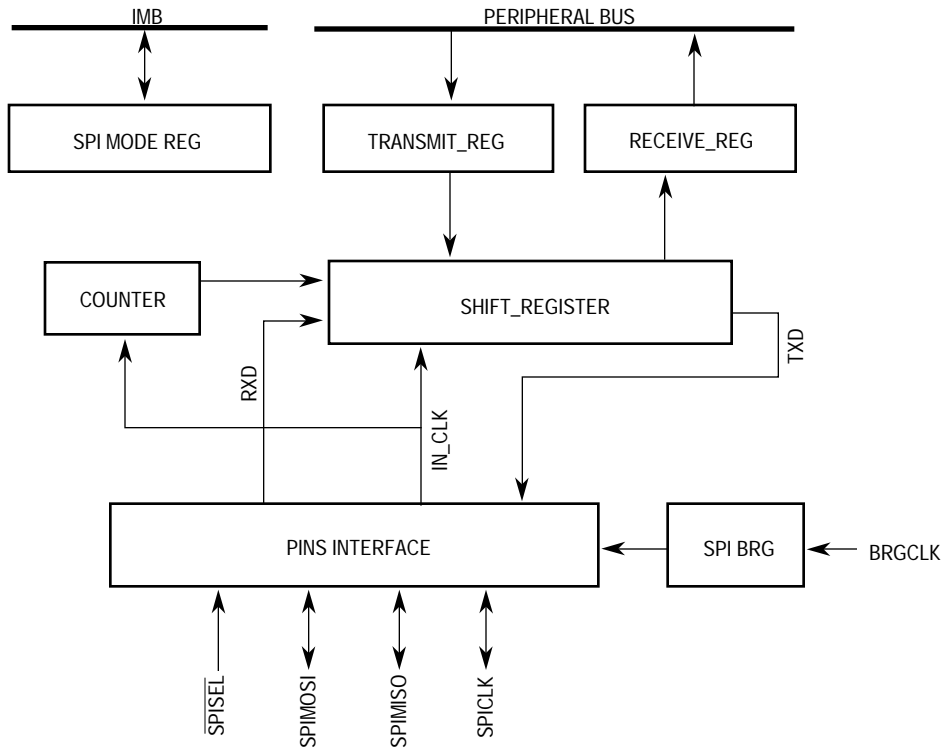 IMB
PERIPHERAL BUS
SPI MODE REG
TRANSMIT_REG
RECEIVE_REG
COUNTER
SHIFT_REGISTER
TXD
RXD
IN_CLK
PINS INTERFACE
SPI BRG
BRGCLK
SPISEL
SPIMOSI
SPIMISO
SPICLK